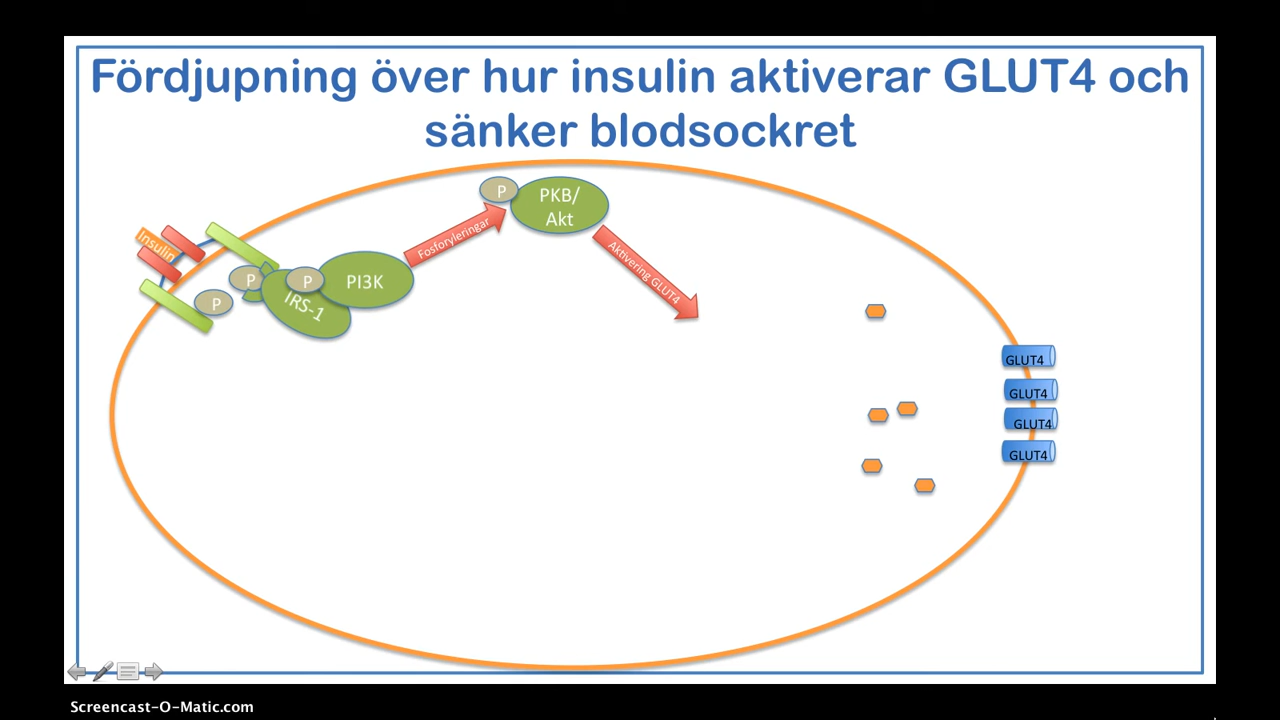 Fördjupning över hur insulin aktiverar GLUT4 och
sänker blodsockret
P
PKB/
Akt
Insulin
Fosforyleringar
Aktivering GLUT4
P
P
PI3K
P
IRS-1
GLUT4
GLUT4
GLUT4
GLUT4
Screencast-O-Matic.com